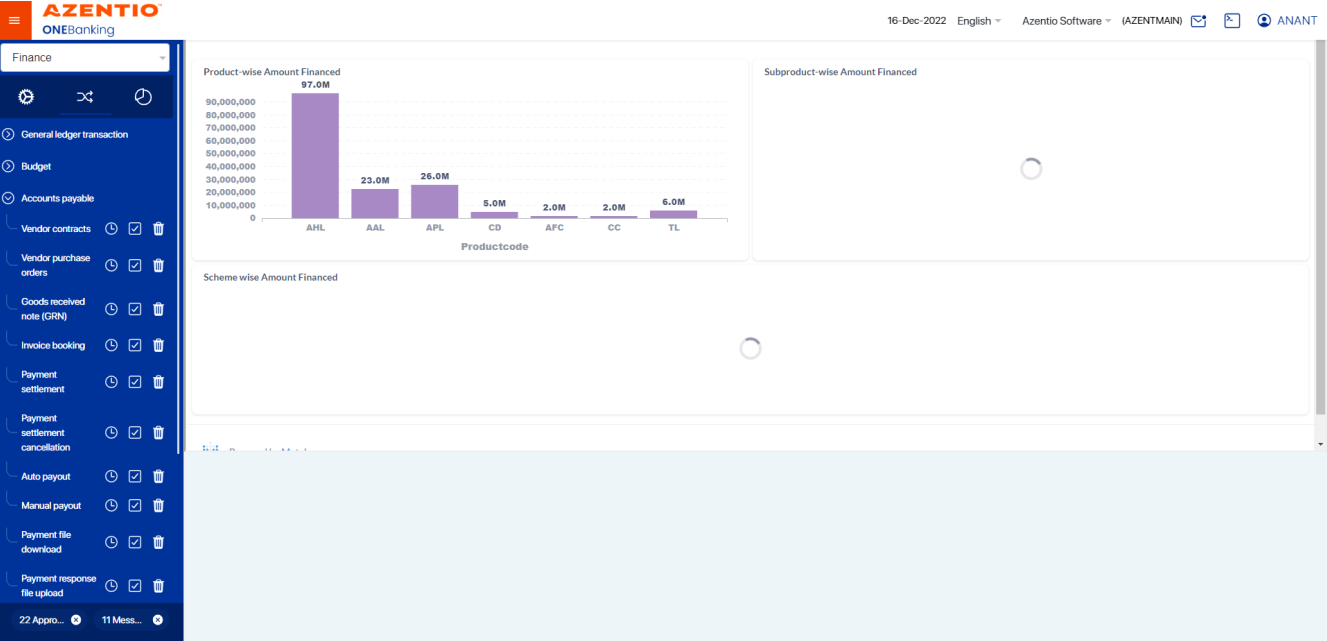 AZENTIO
ONEBanking
16-Dec-2022 English Azentio Software (AZENTMAIN) ANANT
Finance
General ledger transaction
Budget
Accounts payable
Vendor contracts
Vendor purchase
orders
Goods received
note (GRN)
Invoice booking
Payment
settlement
Payment
settlement
cancellation
Auto payout
Manual payout
Payment file
download
Payment response
file upload
22 Appro...
11 Mess...
Product-wise Amount Financed
97.0M
90,000,000
80,000,000
70,000,000
60,000,000
50,000,000
40,000,000
30,000,000
20,000,000
10,000,000
0
23.0M
26.0M
5.0M
2.0M
2.0M
6.0M
AHL AAL APL CD AFC CC TL
Productcode
Subproduct-wise Amount Financed
Scheme wise Amount Financed